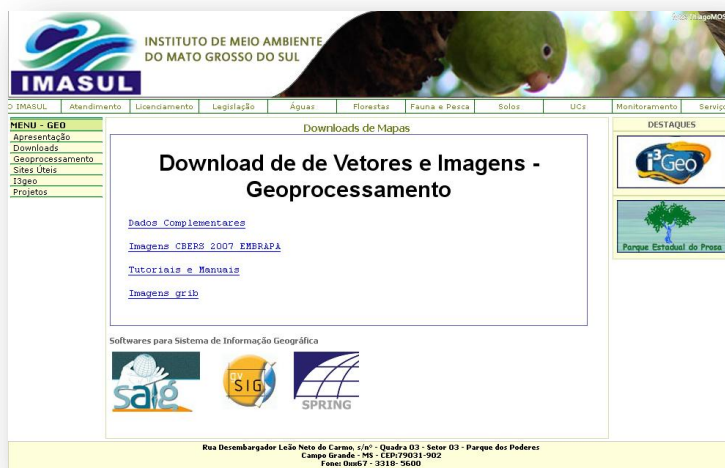 INSTITUTO DE MEIO AMBIENTE
DO MATO GROSSO DO SUL
IMASUL
O IMASUL Atendimento Licenciamento Legislação Águas Florestas Fauna e Pesca Solos UCs Monitoramento Serviço
MENU - GEO
Apresentação
Downloads
Geoprocessamento
Sites Úteis
I3geo
Projetos
Downloads de Mapas
Download de de Vetores e Imagens -
Geoprocessamento
Dados Complementares
Imagens CBERS 2007 EMBRAPA
Tutoriais e Manuais
Imagens grib
DESTAQUES
i3Geo
Parque Estadual do Prosa
Softwares para Sistema de Informação Geográfica
saig
gv
SIG
SPRING
Rua Desembargador Leão Neto do Carmo, s/nº - Quadra 03 - Setor 03 - Parque dos Poderes
Campo Grande - MS - CEP:79031-902
Fone: 0xx67 - 3318- 5600